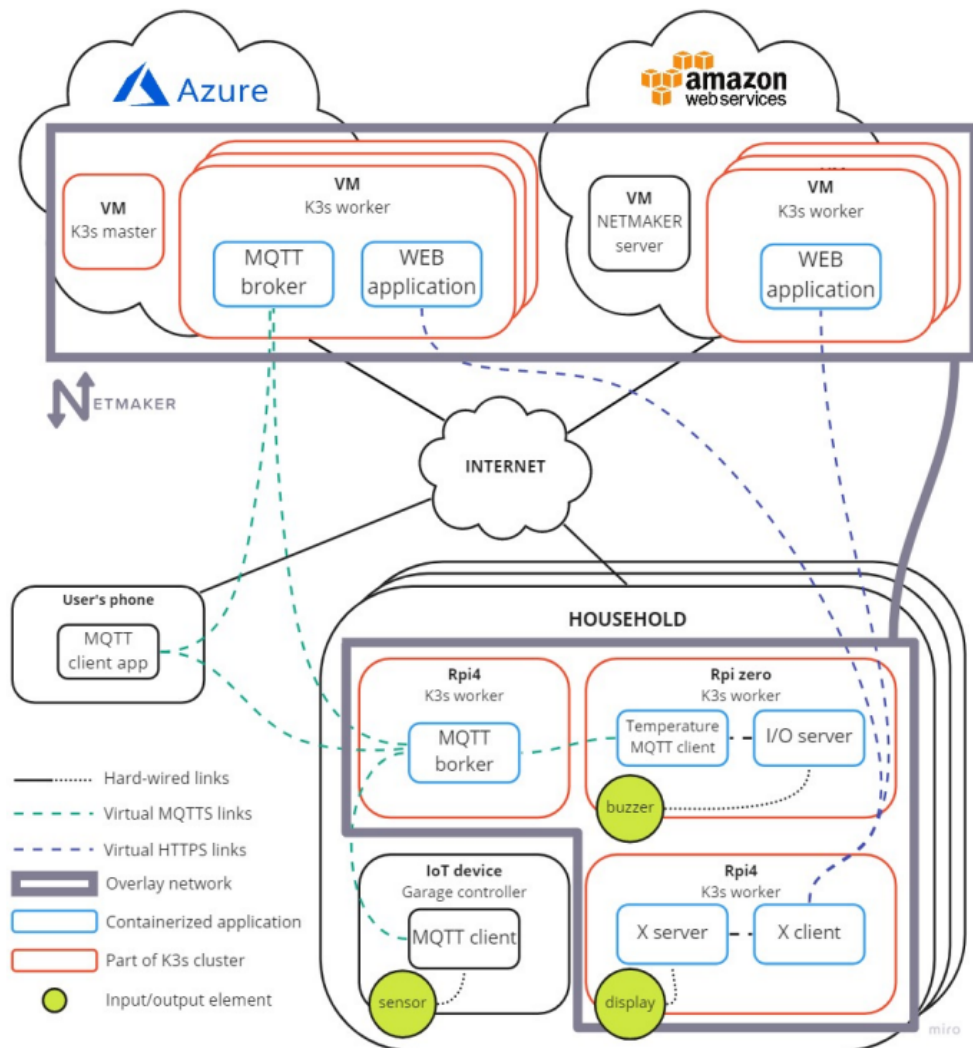 Azure
amazon
web services
VM
K3s master
VM
K3s worker
MQTT
broker
WEB
application
VM
NETMAKER
server
VM
K3s worker
WEB
application
NETMAKER
INTERNET
User's phone
MQTT
client app
HOUSEHOLD
Rpi4
K3s worker
MQTT
borker
Rpi zero
K3s worker
Temperature
MQTT client
I/O server
buzzer
IoT device
Garage controller
MQTT client
sensor
Rpi4
K3s worker
X server
X client
display
Hard-wired links
Virtual MQTTS links
Virtual HTTPS links
Overlay network
Containerized application
Part of K3s cluster
Input/output element
miro